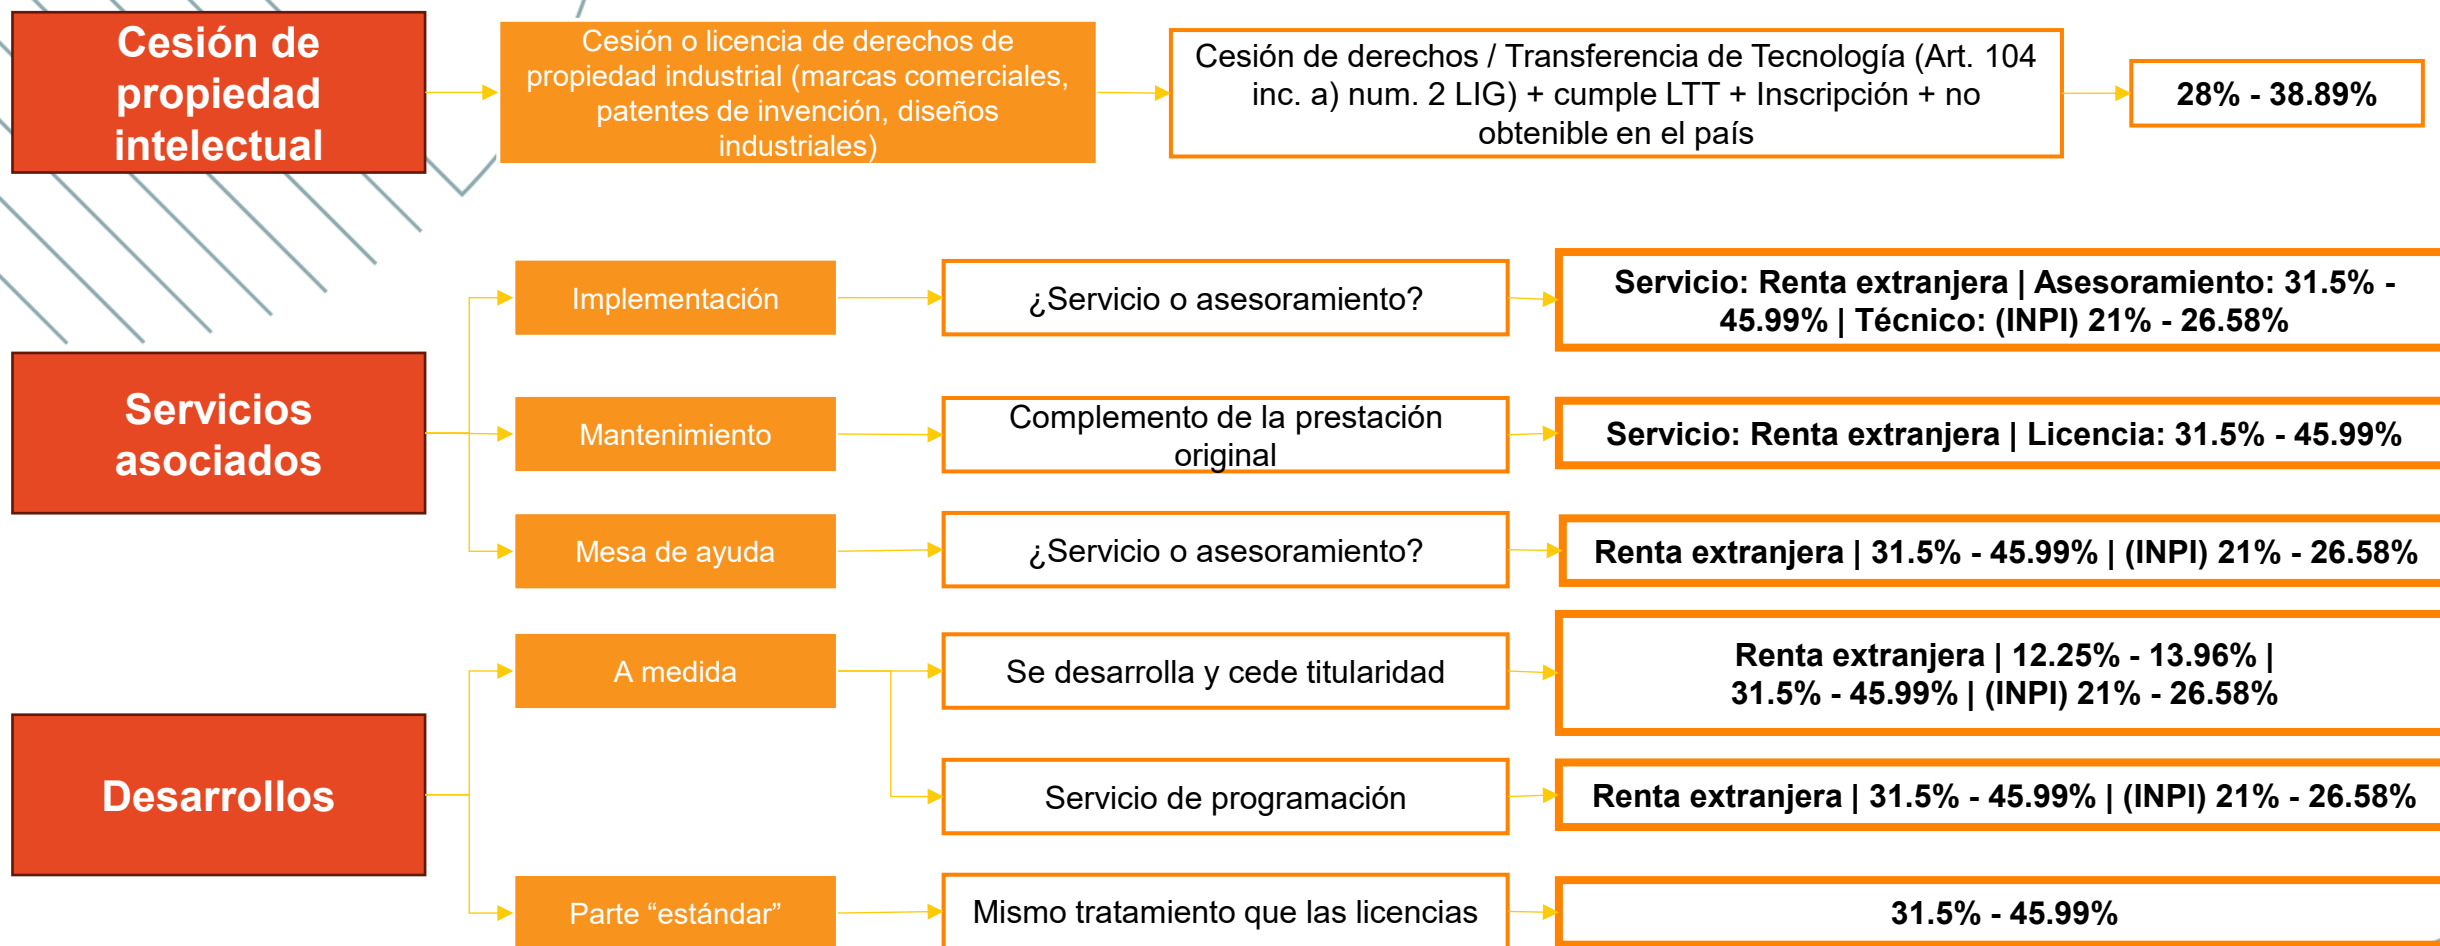 Cesión de
propiedad
intelectual
Cesión o licencia de derechos de
propiedad industrial (marcas comerciales,
patentes de invención, diseños
industriales)
Cesión de derechos / Transferencia de Tecnología (Art. 104
inc. a) num. 2 LIG) + cumple LTT + Inscripción + no
obtenible en el país
28% - 38.89%
Servicios
asociados
Implementación
¿Servicio o asesoramiento?
Servicio: Renta extranjera | Asesoramiento: 31.5% -
45.99% | Técnico: (INPI) 21% - 26.58%
Mantenimiento
Complemento de la prestación
original
Servicio: Renta extranjera | Licencia: 31.5% - 45.99%
Mesa de ayuda
¿Servicio o asesoramiento?
Renta extranjera | 31.5% - 45.99% | (INPI) 21% - 26.58%
Desarrollos
A medida
Se desarrolla y cede titularidad
Renta extranjera | 12.25% - 13.96% |
31.5% - 45.99% | (INPI) 21% - 26.58%
Servicio de programación
Renta extranjera | 31.5% - 45.99% | (INPI) 21% - 26.58%
Parte “estándar”
Mismo tratamiento que las licencias
31.5% - 45.99%